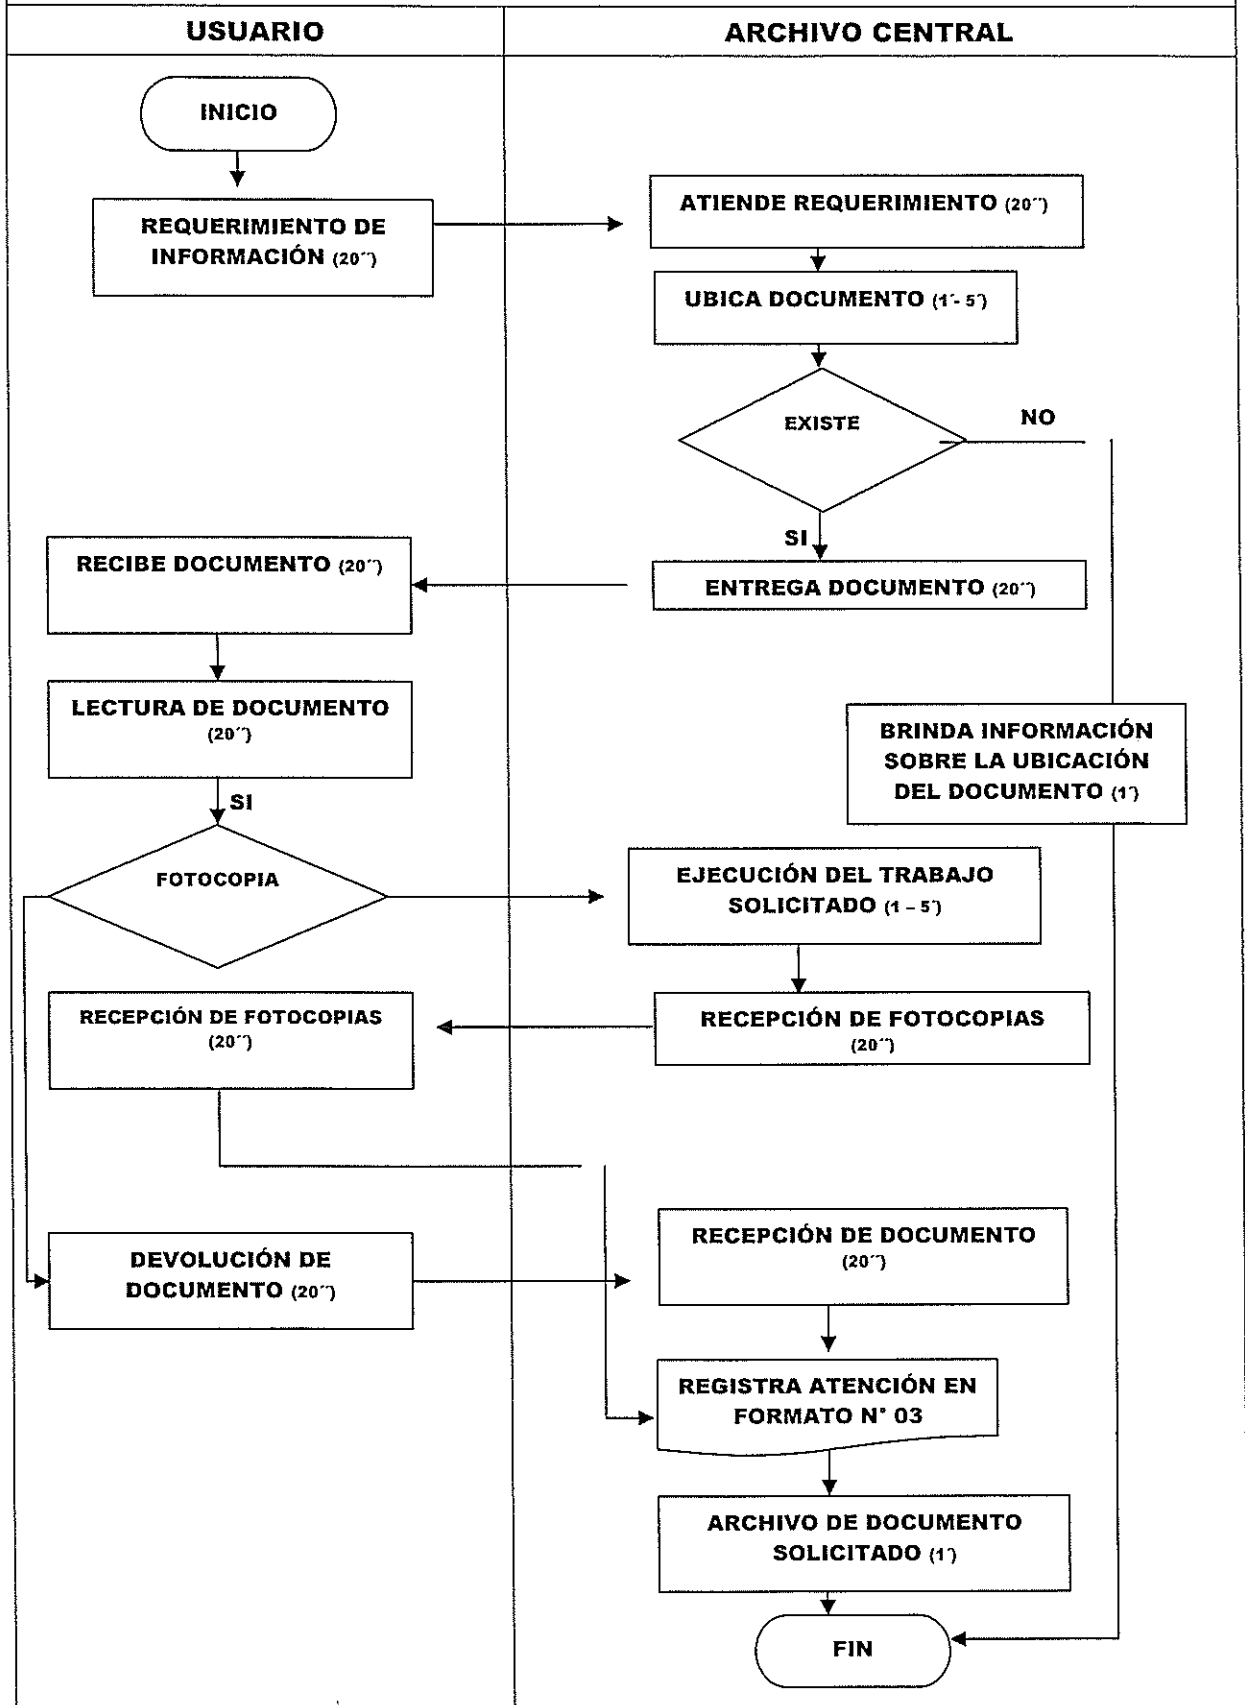 USUARIO
ARCHIVO CENTRAL
INICIO
REQUERIMIENTO DE
INFORMACIÓN (20´´)
ATIENDE REQUERIMIENTO (20´´)
UBICA DOCUMENTO (1´- 5´)
EXISTE
NO
SI
RECIBE DOCUMENTO (20´´)
ENTREGA DOCUMENTO (20´´)
LECTURA DE DOCUMENTO
(20´´)
BRINDA INFORMACIÓN
SOBRE LA UBICACIÓN
DEL DOCUMENTO (1´)
SI
FOTOCOPIA
EJECUCIÓN DEL TRABAJO
SOLICITADO (1 – 5´)
RECEPCIÓN DE FOTOCOPIAS
(20´´)
RECEPCIÓN DE FOTOCOPIAS
(20´´)
DEVOLUCIÓN DE
DOCUMENTO (20´´)
RECEPCIÓN DE DOCUMENTO
(20´´)
REGISTRA ATENCIÓN EN
FORMATO N° 03
ARCHIVO DE DOCUMENTO
SOLICITADO (1´)
FIN